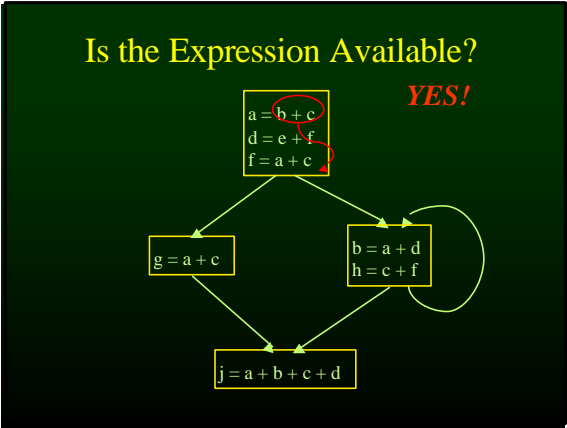 Is the Expression Available?
YES!
a = b + c
d = e + f
f = a + c
g = a + c
b = a + d
h = c + f
j = a + b + c + d